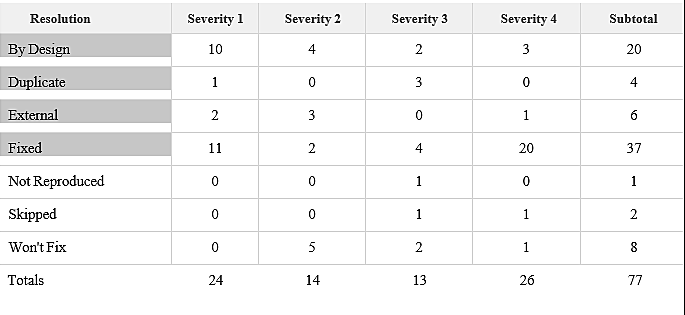 Resolution Severity 1 Severity 2 Severity 3 Severity 4 Subtotal
By Design 10 4 2 3 20
Duplicate 1 0 3 0 4
External 2 3 0 1 6
Fixed 11 2 4 20 37
Not Reproduced 0 0 1 0 1
Skipped 0 0 1 1 2
Won't Fix 0 5 2 1 8
Totals 24 14 13 26 77